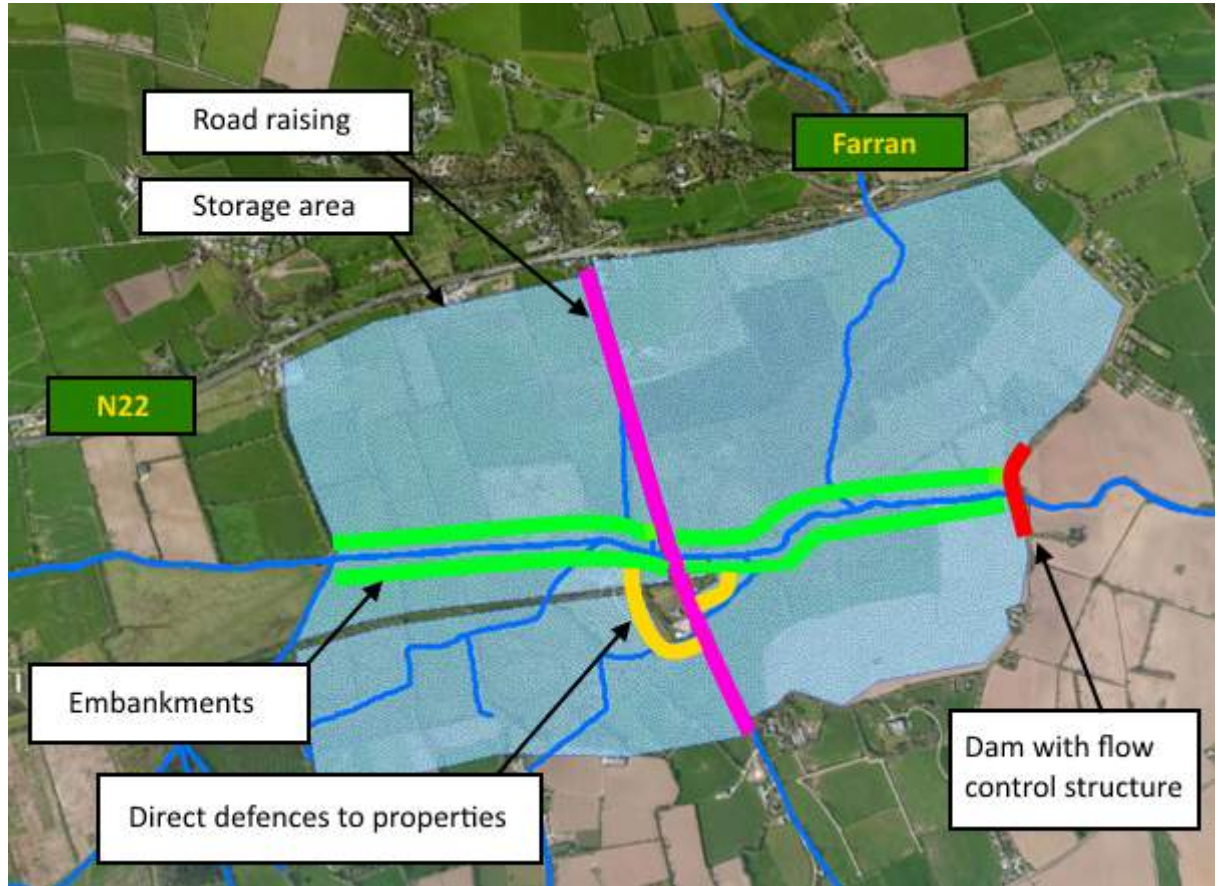 Road raising
Farran
Storage area
N22
Embankments
Dam with flow
control structure
Direct defences to properties